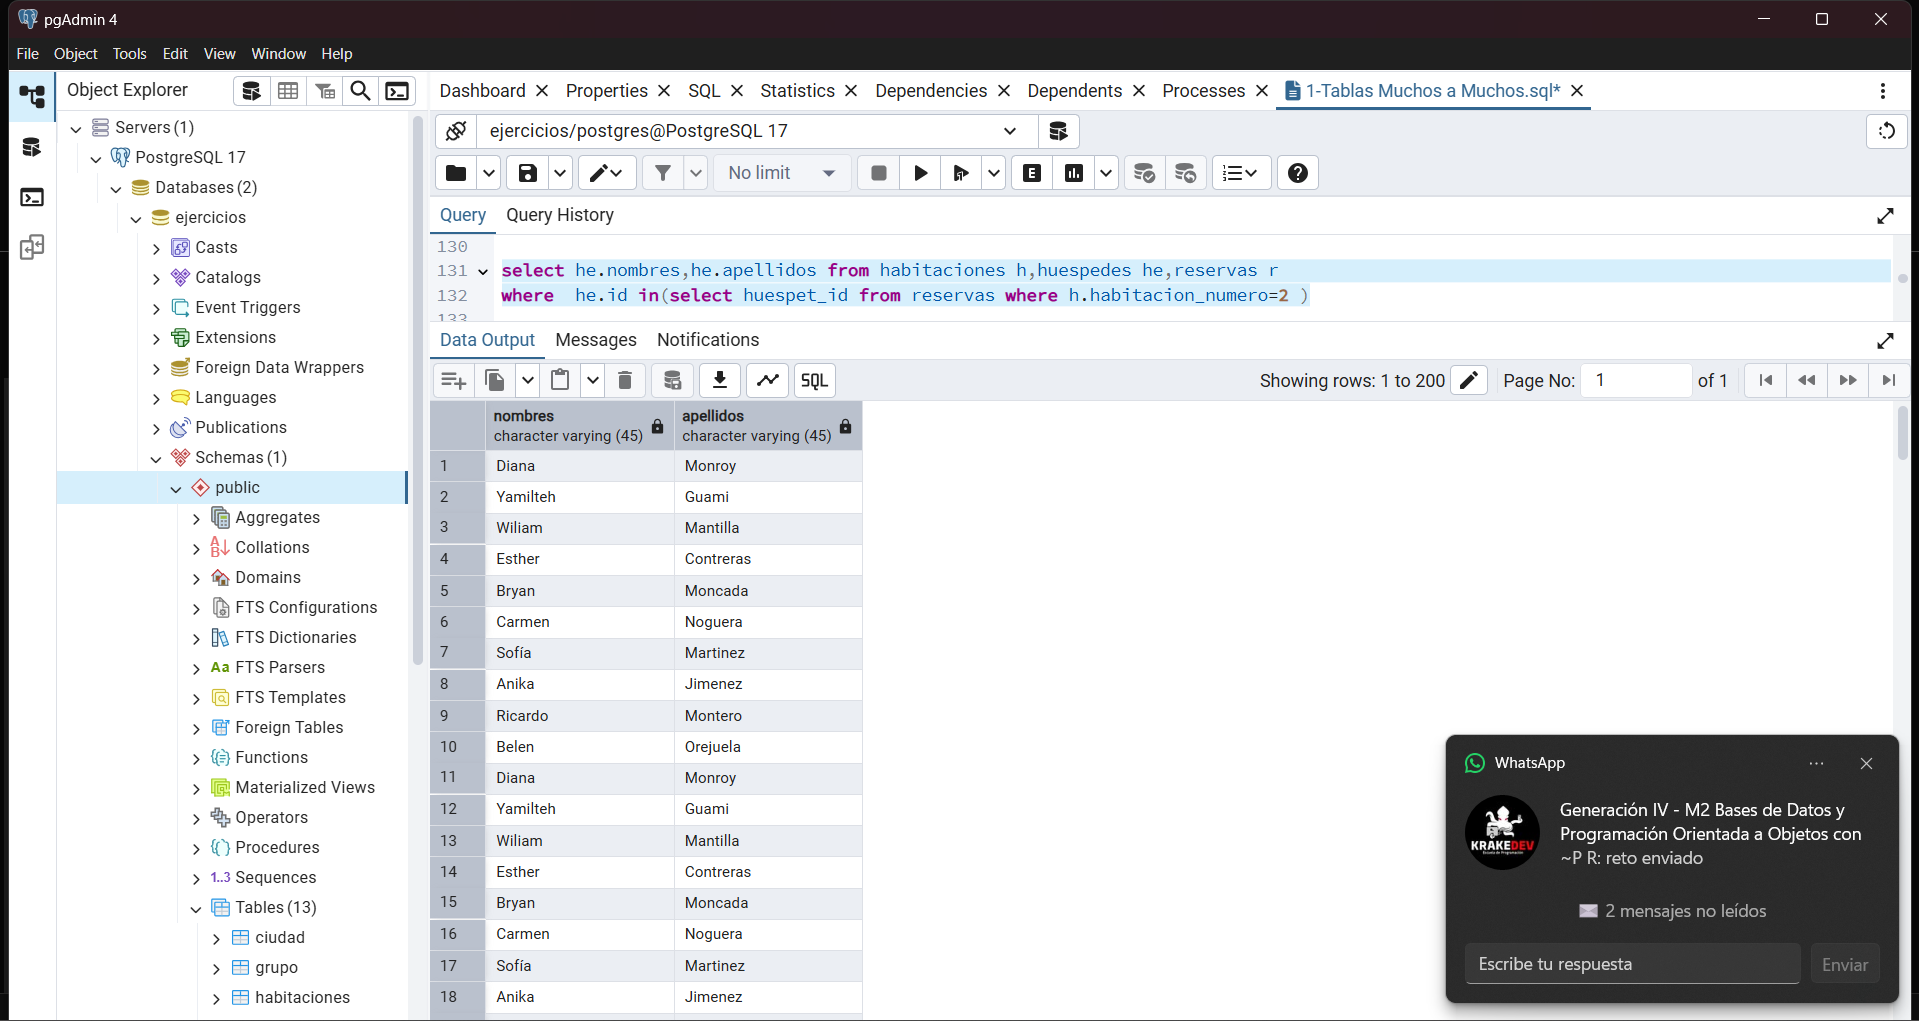 pgAdmin 4
File Object Tools Edit View Window Help
Object Explorer
Dashboard Properties SQL Statistics Dependencies Dependents Processes 1-Tablas Muchos a Muchos.sql*
Servers (1)
PostgreSQL 17
Databases (2)
ejercicios
Casts
Catalogs
Event Triggers
Extensions
Foreign Data Wrappers
Languages
Publications
Schemas (1)
public
Aggregates
Collations
Domains
FTS Configurations
FTS Dictionaries
Aa FTS Parsers
FTS Templates
Foreign Tables
Functions
Materialized Views
Operators
Procedures
1..3 Sequences
Tables (13)
ciudad
grupo
habitaciones
ejercicios/postgres@PostgreSQL 17
No limit
E
Query Query History
130
131 select he.nombres,he.apellidos from habitaciones h,huespedes he,reservas r
132 where  he.id in(select huespet_id from reservas where h.habitacion_numero=2 )
133
Data Output Messages Notifications
SQL
Showing rows: 1 to 200 Page No: 1 of 1
nombres apellidos
character varying (45) character varying (45)
1 Diana Monroy
2 Yamilteh Guami
3 Wiliam Mantilla
4 Esther Contreras
5 Bryan Moncada
6 Carmen Noguera
7 Sofía Martinez
8 Anika Jimenez
9 Ricardo Montero
10 Belen Orejuela
11 Diana Monroy
12 Yamilteh Guami
13 Wiliam Mantilla
14 Esther Contreras
15 Bryan Moncada
16 Carmen Noguera
17 Sofía Martinez
18 Anika Jimenez
WhatsApp
KRAKEDEV
Escuela de Programación
Generación IV - M2 Bases de Datos y
Programación Orientada a Objetos con
~P R: reto enviado
2 mensajes no leídos
Escribe tu respuesta
Enviar